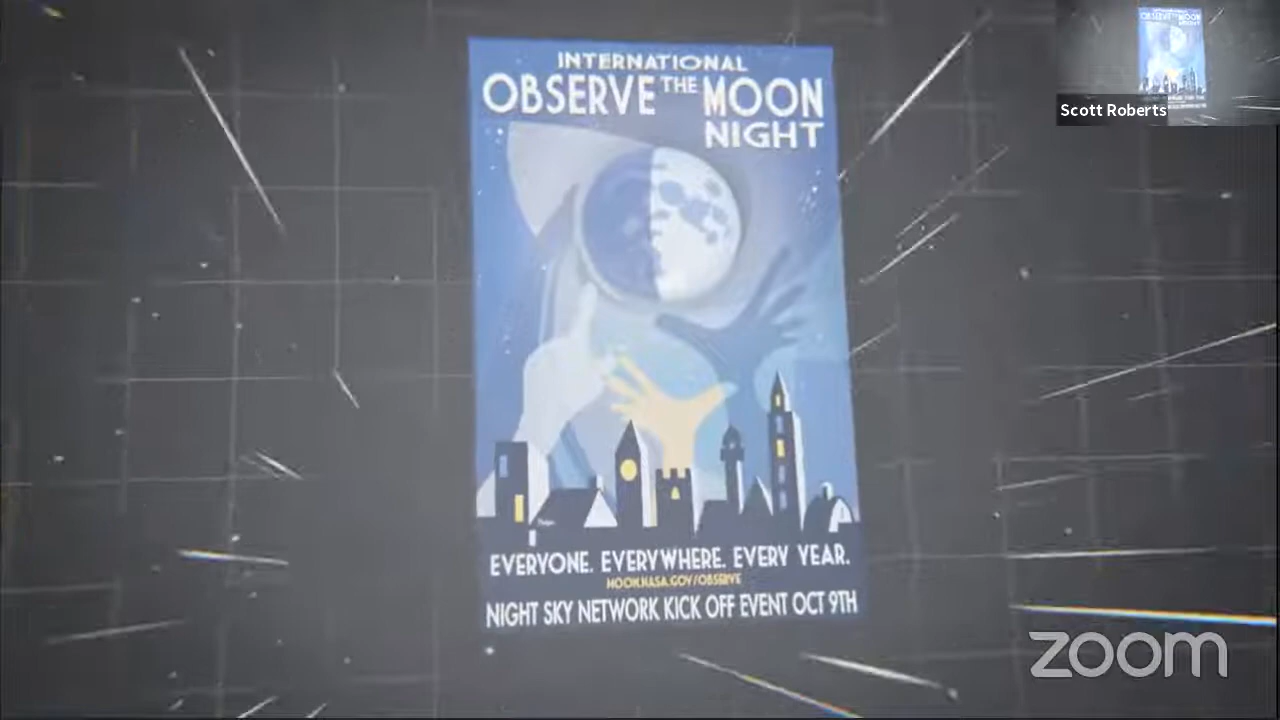 INTERNATIONAL
OBSERVE THE MOON
NIGHT
EVERYONE. EVERYWHERE. EVERY YEAR.
MOON.NASA.GOV/OBSERVE
NIGHT SKY NETWORK KICK OFF EVENT OCT 9TH
Scott Roberts
zoom